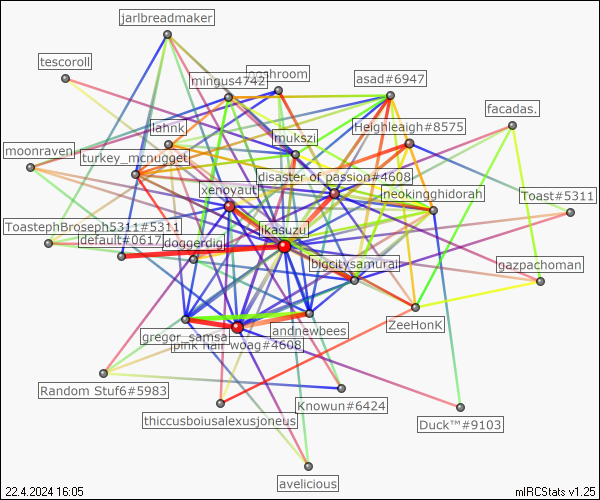 jarlbreadmaker
tescoroll
mingus4742
shroom
asad#6947
facadas.
Heighleagh#8575
lahnk
mukszi
moonraven
turkey_mcnugget
disaster of passion#4608
xenoyaut
neokingghidorah
Toast#5311
ToastephBroseph5311#5311
ikasuzu
default#0617
doggerdig
bigcitysamurai
gazpachoman
gregor_samsa
andnewbees
ZeeHonK
pink hair woag#4608
Random Stuf6#5983
Knowun#6424
thiccusboiusalexusjoneus
Duck™#9103
avelicious
22.4.2024 16:05
mIRCStats v1.25